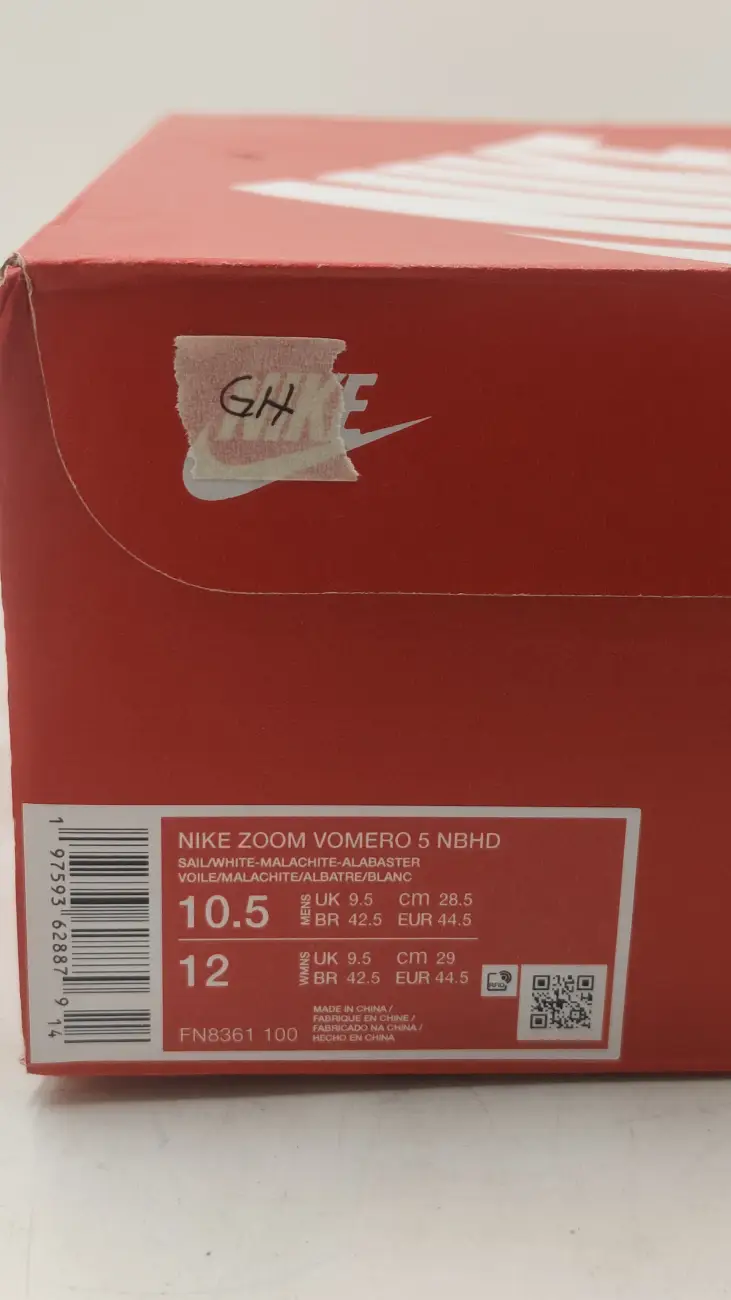 GH
NIKE
1 97593 62887 9 14
NIKE ZOOM VOMERO 5 NBHD
SAIL/WHITE-MALACHITE-ALABASTER
VOILE/MALACHITE/ALBATRE/BLANC
10.5 MENS UK 9.5 cm 28.5
BR 42.5 EUR 44.5
12 WMNS UK 9.5 cm 29
BR 42.5 EUR 44.5
RFID
FN8361 100
MADE IN CHINA /
FABRIQUE EN CHINE /
FABRICADO NA CHINA /
HECHO EN CHINA